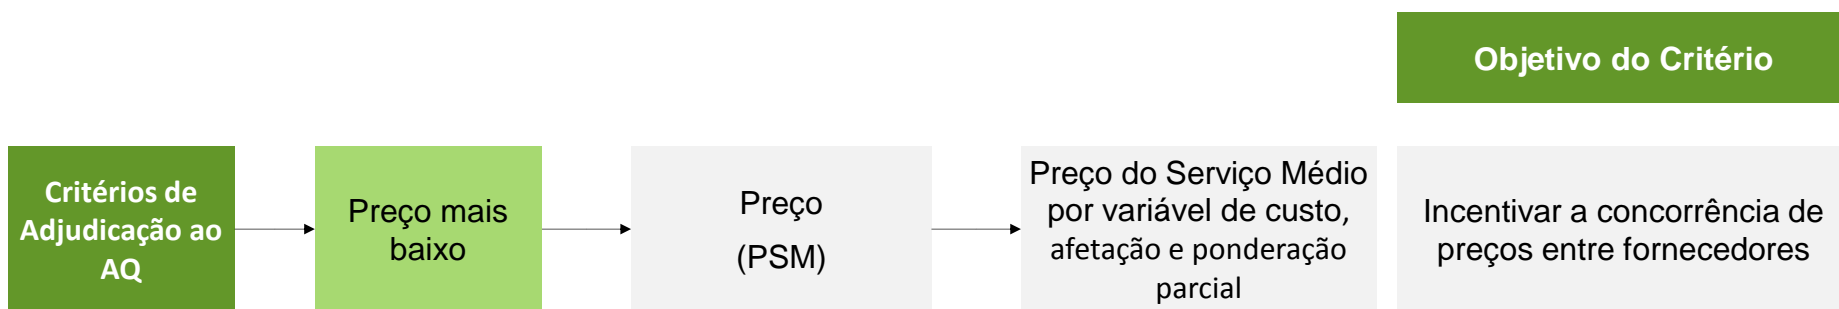 Objetivo do Critério
Critérios de
Adjudicação ao
AQ
Preço mais
baixo
Preço
(PSM)
Preço do Serviço Médio
por variável de custo,
afetação e ponderação
parcial
Incentivar a concorrência de
preços entre fornecedores